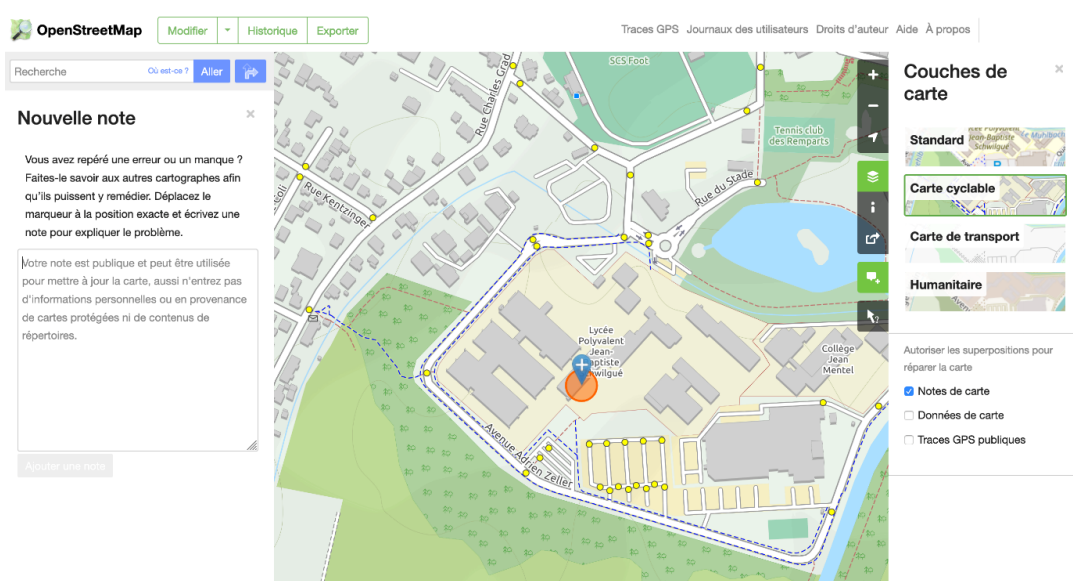 OpenStreetMap
Modifier
Historique
Exporter
Traces GPS Journaux des utilisateurs Droits d'auteur Aide À propos
Recherche
Où est-ce ?
Aller
Nouvelle note
×
Vous avez repéré une erreur ou un manque ?
Faites-le savoir aux autres cartographes afin
qu'ils puissent y remédier. Déplacez le
marqueur à la position exacte et écrivez une
note pour expliquer le problème.
Votre note est publique et peut être utilisée
pour mettre à jour la carte, aussi n'entrez pas
d'informations personnelles ou en provenance
de cartes protégées ni de contenus de
répertoires.
Ajouter une note
SCS Foot
Rue Charles Grad
Tennis club
des Remparts
Rue du Stade
Rue Kentzinger
Lycée
Polyvalent
Jean-
Collège
Jean
Mentel
Avenue Adrien Zeller
Couches de
carte
×
Standard
Jean-Baptiste
Schwilgué
Carte cyclable
Carte de transport
Humanitaire
Autoriser les superpositions pour
réparer la carte
Notes de carte
Données de carte
Traces GPS publiques